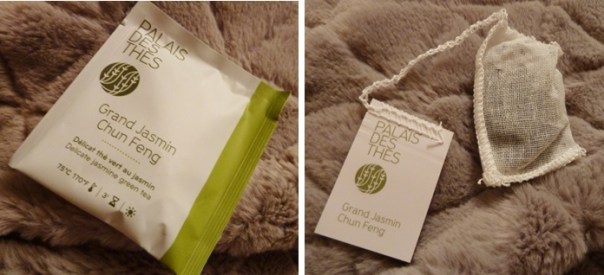 PALAIS
DES
THÉS
Grand Jasmin
Chun Feng
Délicat thé vert au jasmin
Delicate jasmine green tea
75°C 170°F
PALAIS
DES
THÉS
Grand Jasmin
Chun Feng